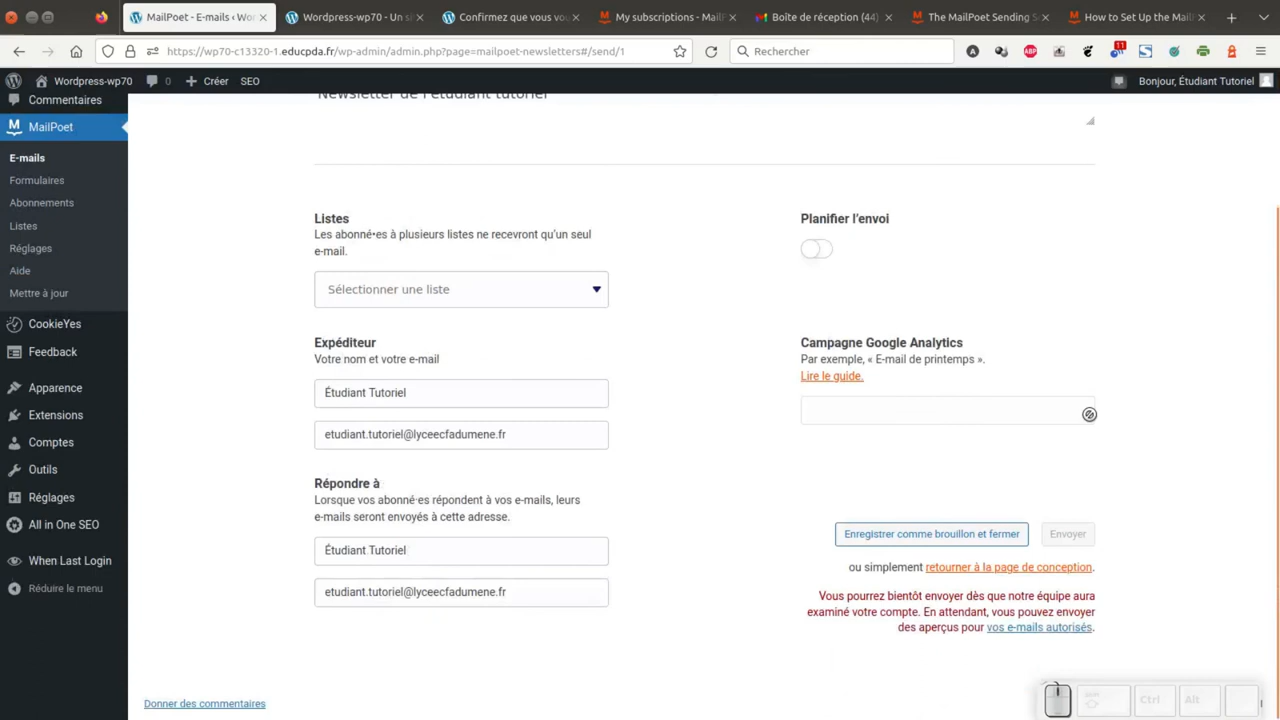 MailPoet - E-mails ‹ Wor
Wordpress-wp70 - Un si
Confirmez que vous vou
My subscriptions - MailP
Boîte de réception (44)
The MailPoet Sending S
How to Set Up the Mail
https://wp70-c13320-1.educpda.fr/wp-admin/admin.php?page=mailpoet-newsletters#/send/1
Rechercher
ABP
11
Wordpress-wp70
0
Créer
SEO
Bonjour, Étudiant Tutoriel
Commentaires
MailPoet
E-mails
Formulaires
Abonnements
Listes
Réglages
Aide
Mettre à jour
CookieYes
Feedback
Apparence
Extensions
Comptes
Outils
Réglages
All in One SEO
When Last Login
Réduire le menu
Newsletter de l'étudiant tutoriel
Listes
Les abonné•es à plusieurs listes ne recevront qu'un seul
e-mail.
Sélectionner une liste
Expéditeur
Votre nom et votre e-mail
Étudiant Tutoriel
etudiant.tutoriel@lyceecfadumene.fr
Répondre à
Lorsque vos abonné·es répondent à vos e-mails, leurs
e-mails seront envoyés à cette adresse.
Étudiant Tutoriel
etudiant.tutoriel@lyceecfadumene.fr
Planifier l'envoi
Campagne Google Analytics
Par exemple, « E-mail de printemps ».
Lire le guide.
Enregistrer comme brouillon et fermer
Envoyer
ou simplement retourner à la page de conception.
Vous pourrez bientôt envoyer dès que notre équipe aura
examiné votre compte. En attendant, vous pouvez envoyer
des aperçus pour vos e-mails autorisés.
Donner des commentaires
Ctrl
Alt